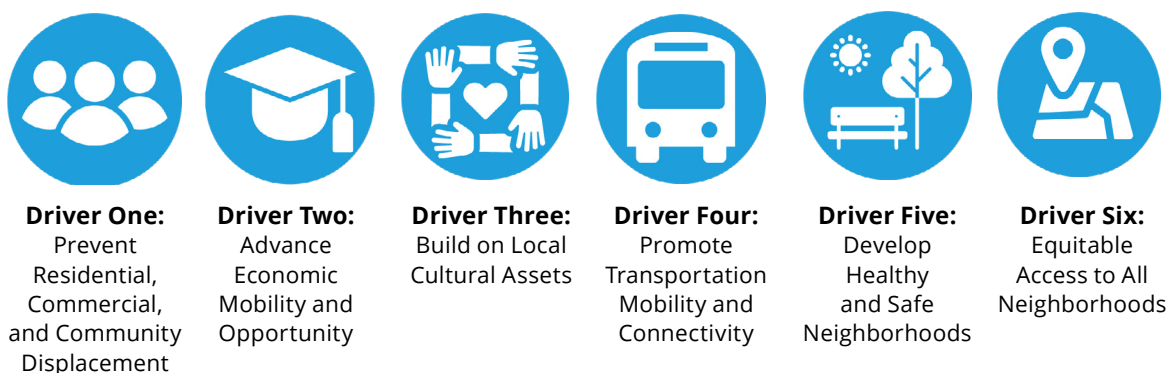 Driver One:
Prevent
Residential,
Commercial,
and Community
Displacement
Driver Two:
Advance
Economic
Mobility and
Opportunity
Driver Three:
Build on Local
Cultural Assets
Driver Four:
Promote
Transportation
Mobility and
Connectivity
Driver Five:
Develop
Healthy
and Safe
Neighborhoods
Driver Six:
Equitable
Access to All
Neighborhoods